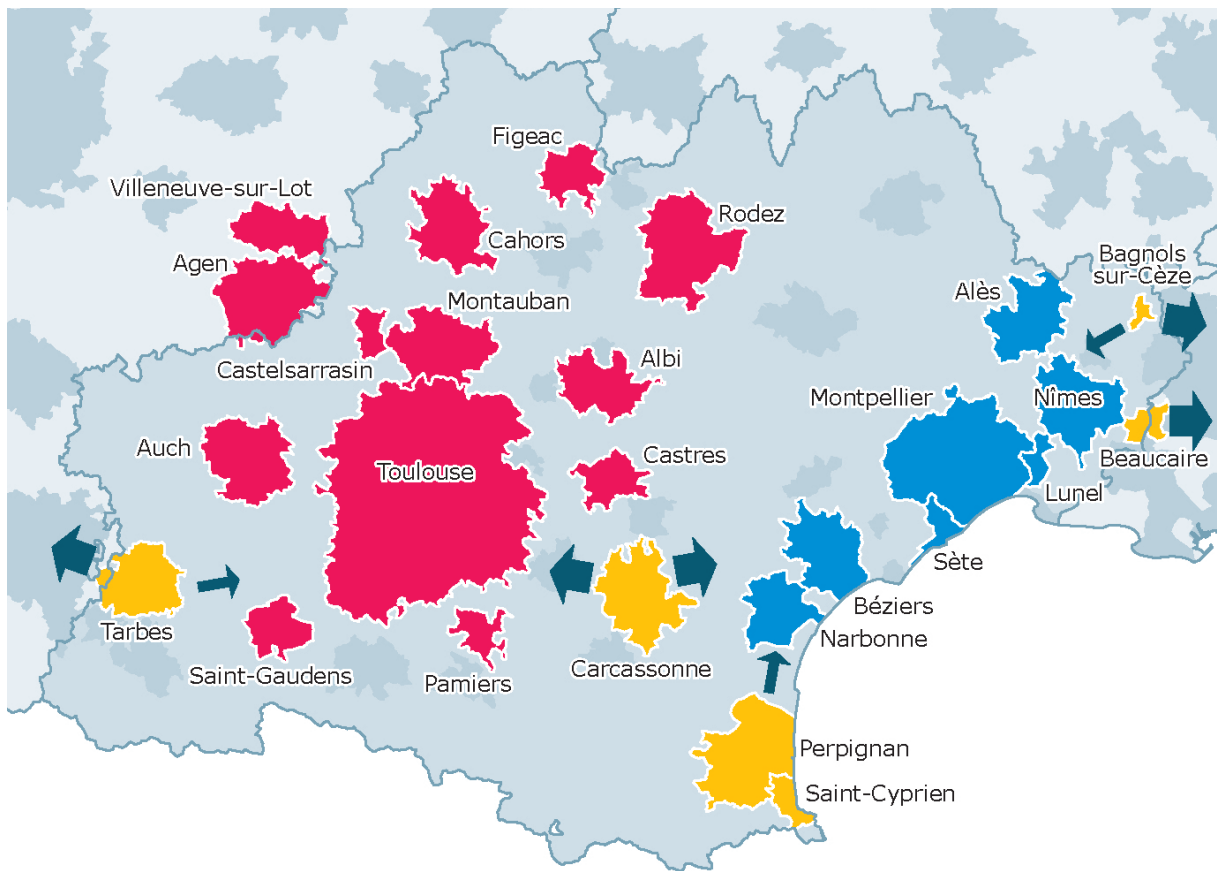 Figeac
Villeneuve-sur-Lot
Rodez
Cahors
Agen
Bagnols
sur-Cèze
Alès
Montauban
Castelsarrasin
Albi
Montpellier
Nîmes
Auch
Castres
Beaucaire
Toulouse
Lunel
Sète
Béziers
Tarbes
Narbonne
Carcassonne
Saint-Gaudens
Pamiers
Perpignan
Saint-Cyprien